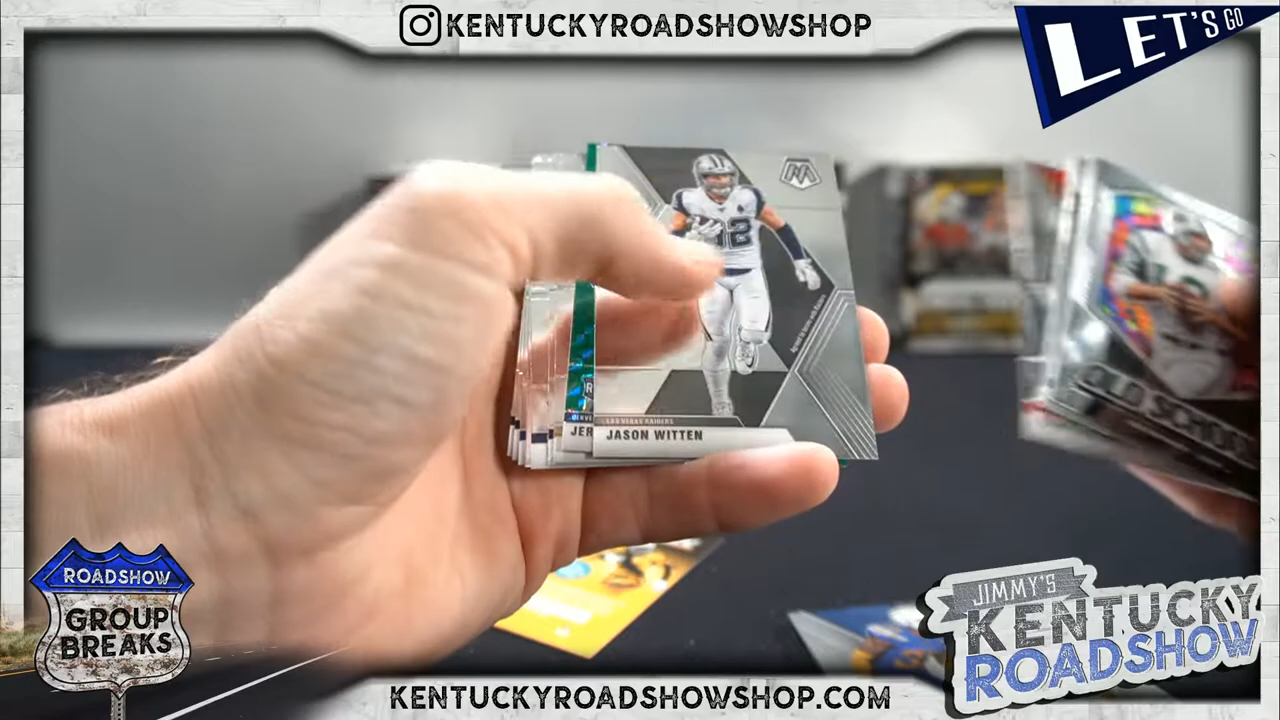 KENTUCKYROADSHOWSHOP
LET'S GO
82
OLD SCHOOL
LAS VEGAS RAIDERS
JER
JASON WITTEN
ROADSHOW
GROUP
BREAKS
JIMMY'S
KENTUCKY
ROADSHOW
KENTUCKYROADSHOWSHOP.COM